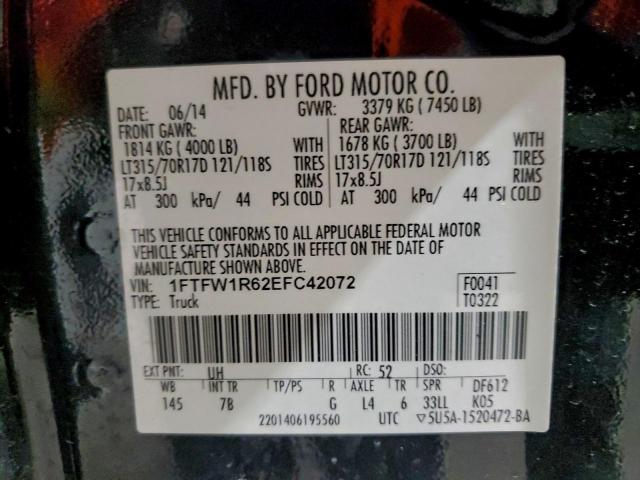 MFD. BY FORD MOTOR CO.
DATE: 06/14 GVWR: 3379 KG ( 7450 LB)
FRONT GAWR: REAR GAWR:
1814 KG ( 4000 LB) WITH 1678 KG ( 3700 LB) WITH
LT315/70R17D 121/118S TIRES LT315/70R17D 121/118S TIRES
17x8.5J RIMS 17x8.5J RIMS
AT 300 kPa/ 44 PSI COLD AT 300 kPa/ 44 PSI COLD
THIS VEHICLE CONFORMS TO ALL APPLICABLE FEDERAL MOTOR
VEHICLE SAFETY STANDARDS IN EFFECT ON THE DATE OF
MANUFACTURE SHOWN ABOVE.
VIN: 1FTFW1R62EFC42072 F0041
TYPE: Truck T0322
EXT PNT: UH RC: 52 DSO:
WB INT TR TP/PS R AXLE TR SPR DF612
145 7B G L4 6 33LL K05
2201406195560 UTC ▽5U5A-1520472-BA